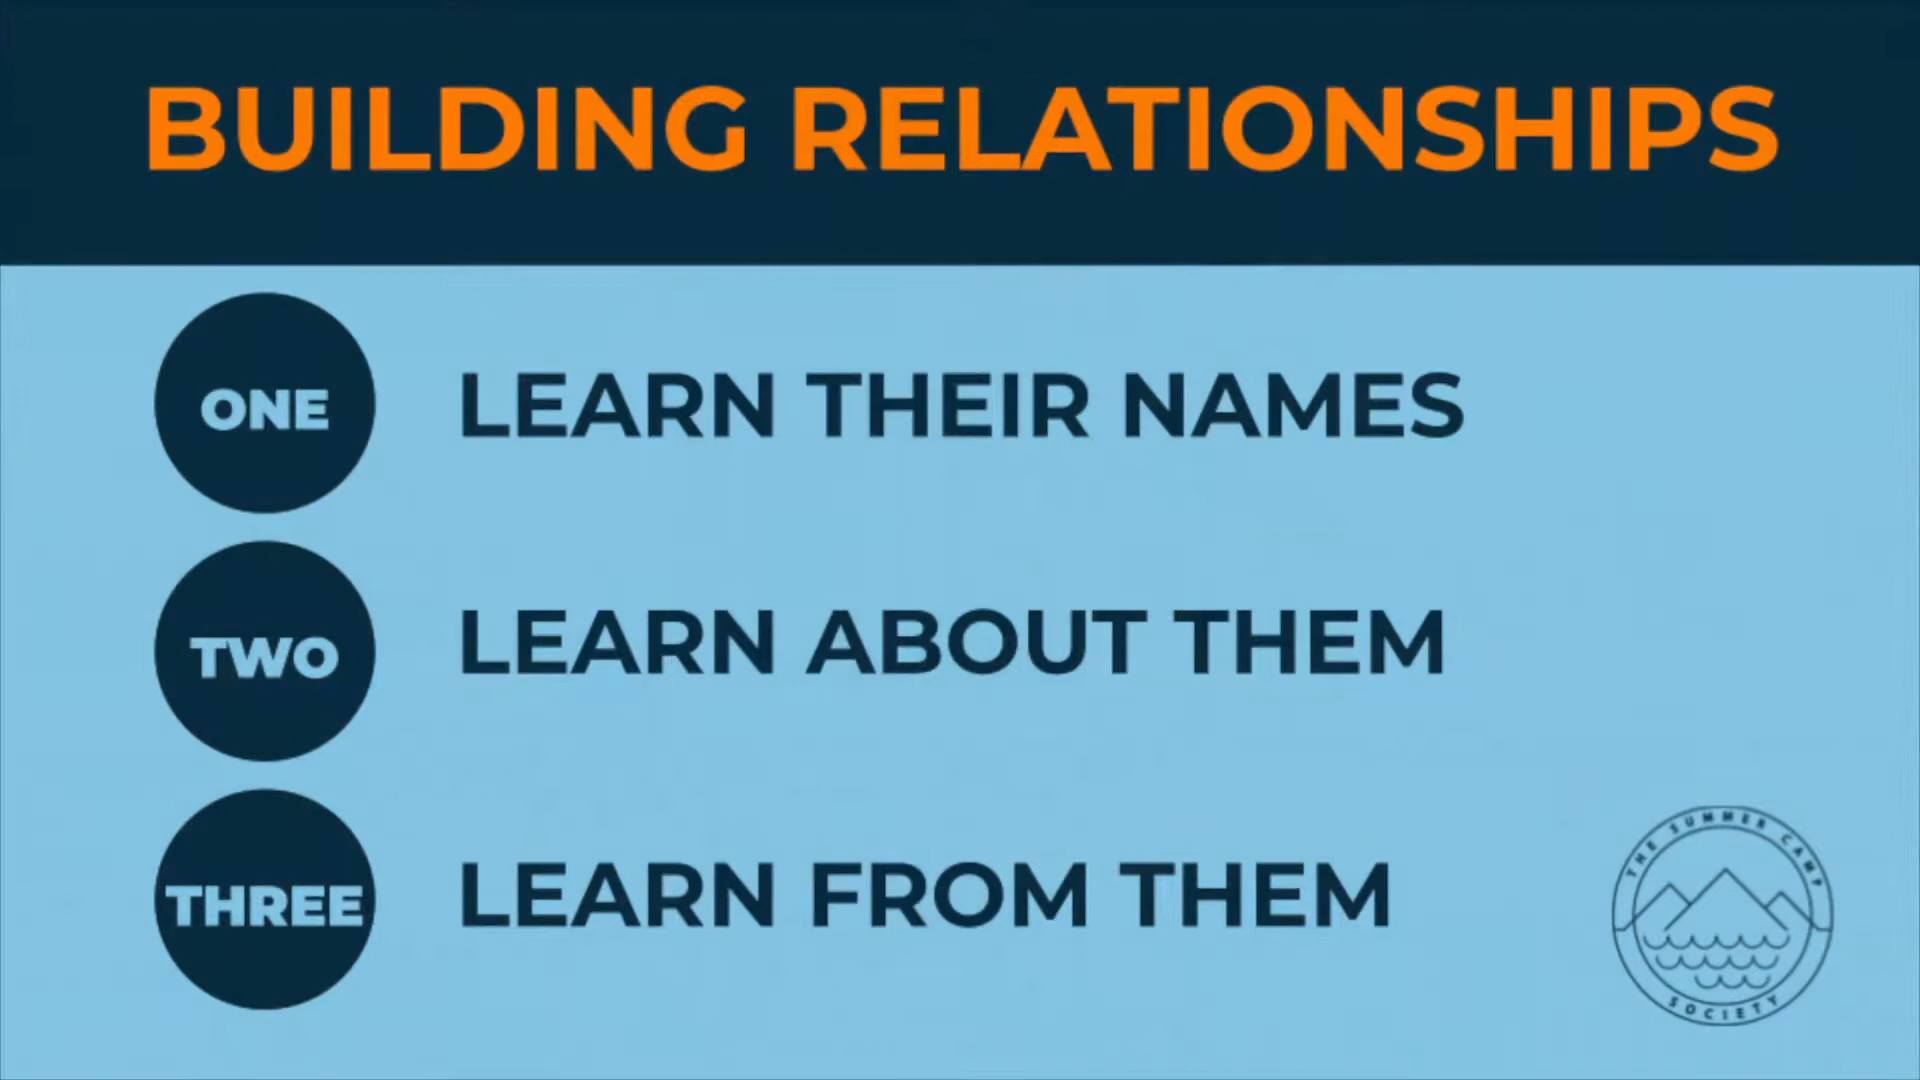 BUILDING RELATIONSHIPS
ONE LEARN THEIR NAMES
TWO LEARN ABOUT THEM
THREE LEARN FROM THEM
THE SUMMER CAMP
SOCIETY